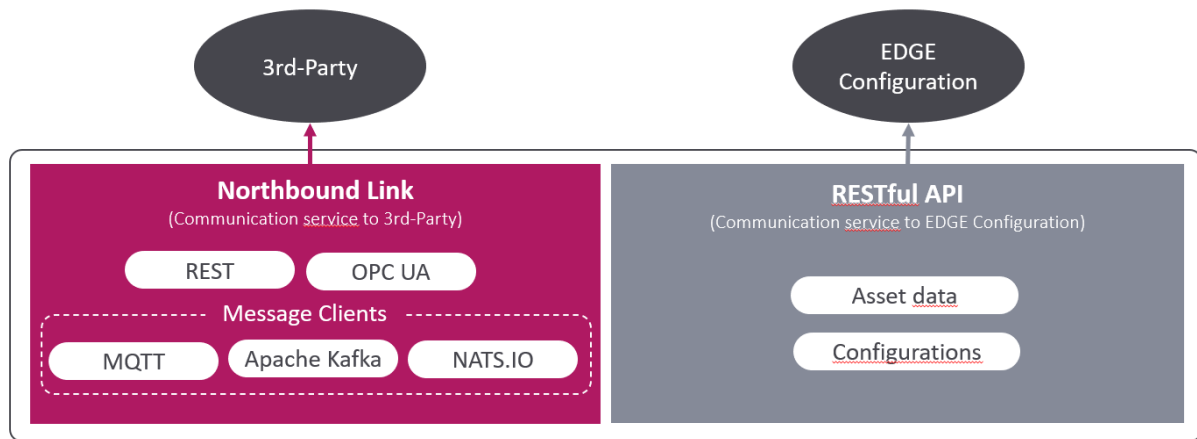 3rd-Party
EDGE
Configuration
Northbound Link
(Communication service to 3rd-Party)
REST
OPC UA
Message Clients
MQTT
Apache Kafka
NATS.IO
RESTful API
(Communication service to EDGE Configuration)
Asset data
Configurations